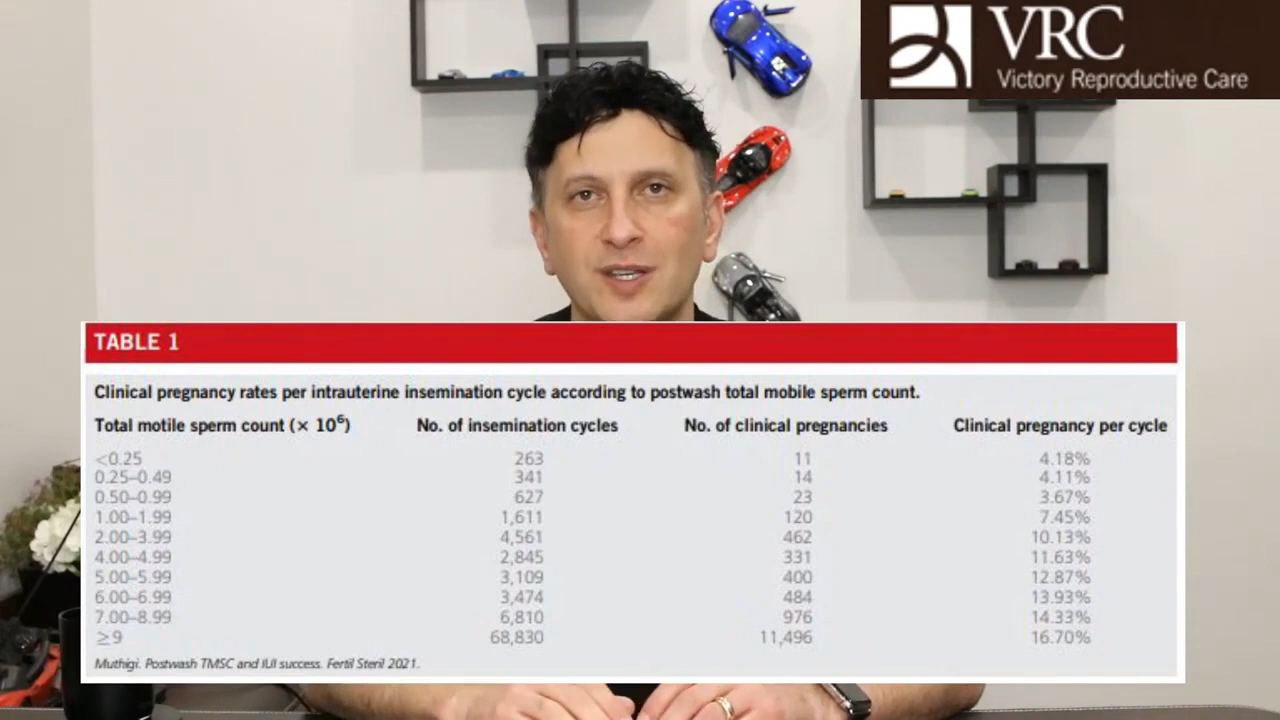 VRC
Victory Reproductive Care
TABLE 1
Clinical pregnancy rates per intrauterine insemination cycle according to postwash total mobile sperm count.
Total motile sperm count (× 10⁶) No. of insemination cycles No. of clinical pregnancies Clinical pregnancy per cycle
<0.25 263 11 4.18%
0.25–0.49 341 14 4.11%
0.50–0.99 627 23 3.67%
1.00–1.99 1,611 120 7.45%
2.00–3.99 4,561 462 10.13%
4.00–4.99 2,845 331 11.63%
5.00–5.99 3,109 400 12.87%
6.00–6.99 3,474 484 13.93%
7.00–8.99 6,810 976 14.33%
≥9 68,830 11,496 16.70%
Muthigi. Postwash TMSC and IUI success. Fertil Steril 2021.